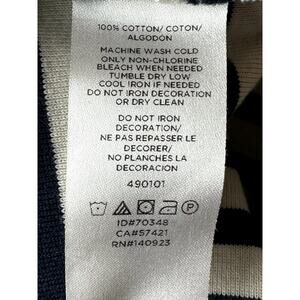 100% COTTON/ COTON/
ALGODON
MACHINE WASH COLD
ONLY NON-CHLORINE
BLEACH WHEN NEEDED
TUMBLE DRY LOW
COOL IRON IF NEEDED
DO NOT IRON DECORATION
OR DRY CLEAN
DO NOT IRON
DECORATION/
NE PAS REPASSER LE
DECORER/
NO PLANCHES LA
DECORACION
490101
ID#70348
CA#57421
RN#140923